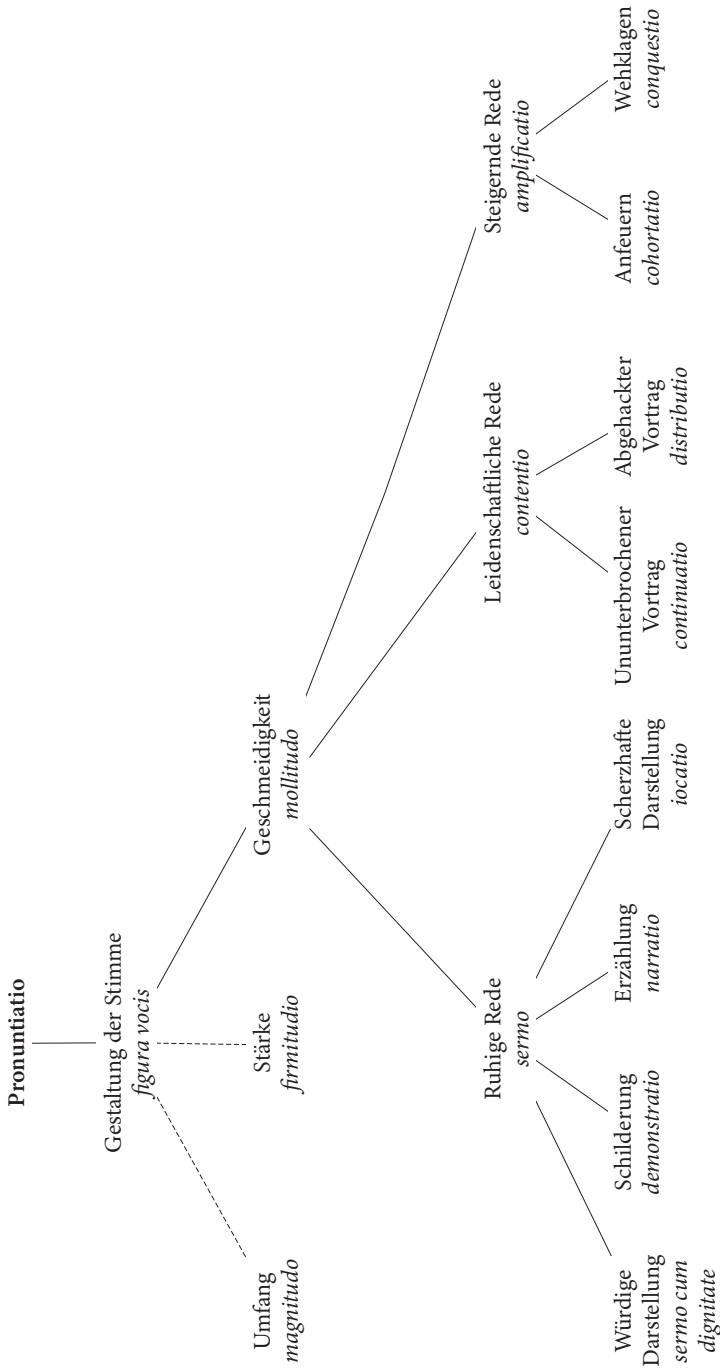 Pronuntiatio
Gestaltung der Stimme
figura vocis
Umfang
magnitudo
Stärke
firmitudio
Geschmeidigkeit
mollitudo
Ruhige Rede
sermo
Leidenschaftliche Rede
contentio
Steigernde Rede
amplificatio
Würdige
Darstellung
sermo cum
dignitate
Schilderung
demonstratio
Erzählung
narratio
Scherzhafte
Darstellung
iocatio
Ununterbrochener
Vortrag
continuatio
Abgehackter
Vortrag
distributio
Anfeuern
cohortatio
Wehklagen
conquestio